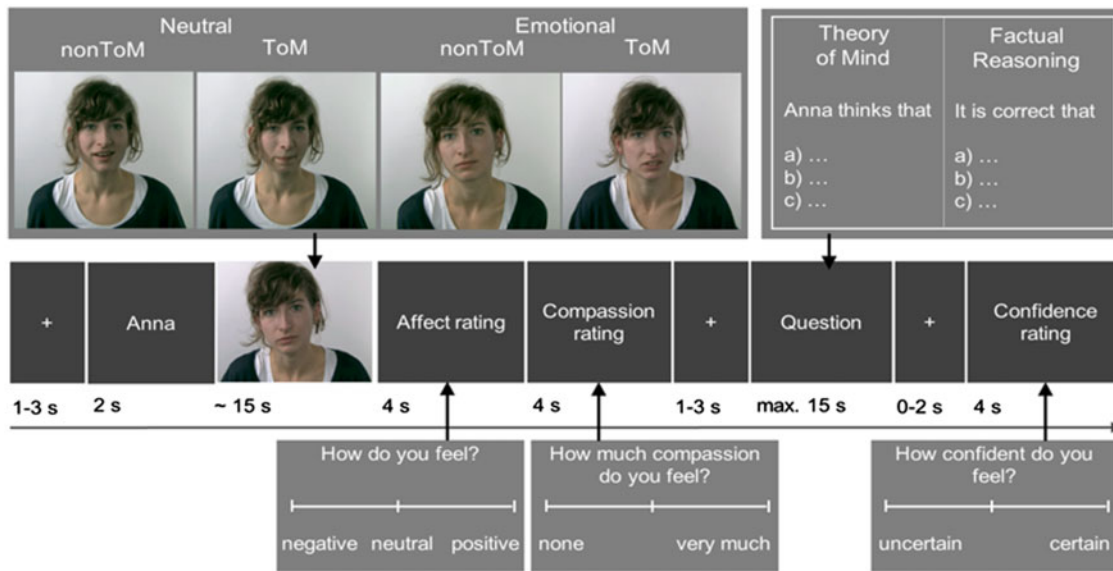 Neutral
Emotional
nonToM
ToM
nonToM
ToM
Theory
of Mind
Anna thinks that
a) ...
b) ...
c) ...
Factual
Reasoning
It is correct that
a) ...
b) ...
c) ...
+
Anna
Affect rating
Compassion
rating
+
Question
+
Confidence
rating
1-3 s
2 s
~ 15 s
4 s
4 s
1-3 s
max. 15 s
0-2 s
4 s
How do you feel?
negative neutral positive
How much compassion
do you feel?
none very much
How confident do you
feel?
uncertain certain